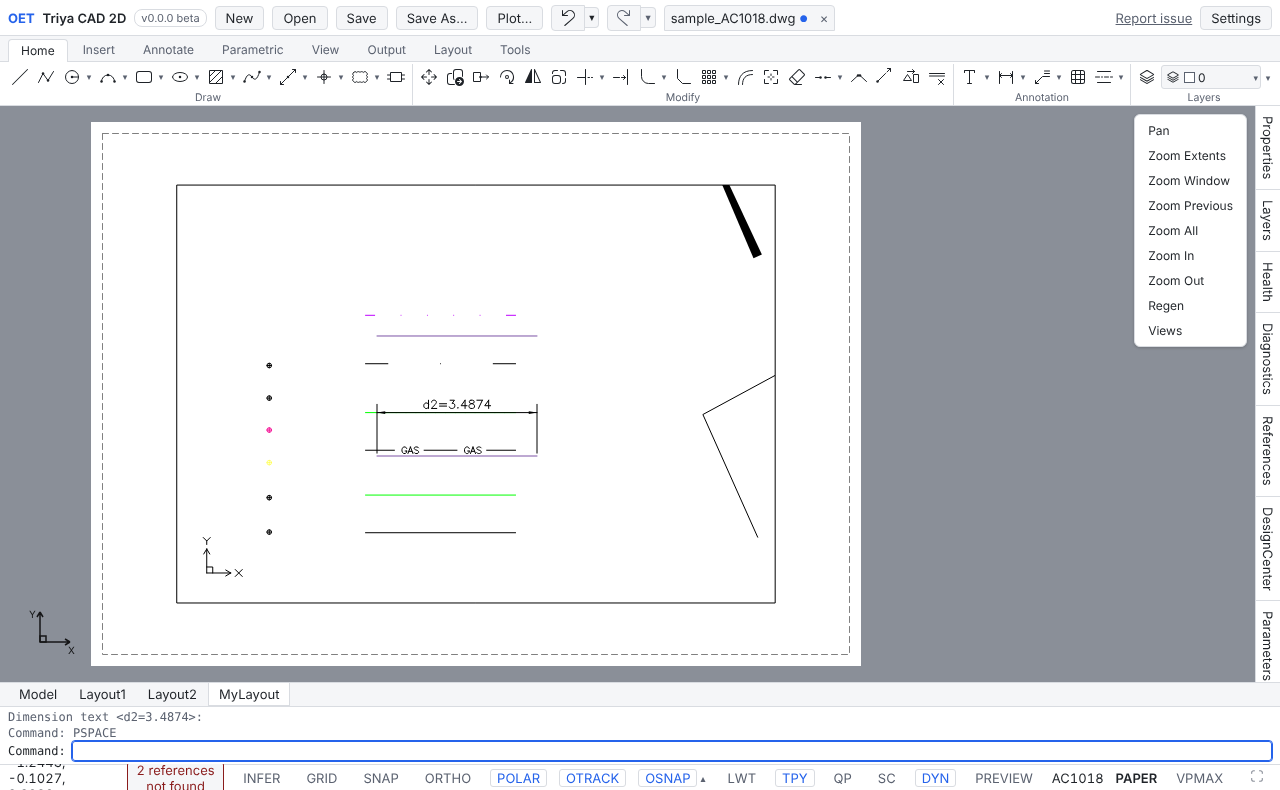 OET Triya CAD 2D v0.0.0 beta New Open Save Save As... Plot... sample_AC1018.dwg × Report issue Settings
Home Insert Annotate Parametric View Output Layout Tools
0
Draw Modify Annotation Layers
Pan
Zoom Extents
Zoom Window
Zoom Previous
Zoom All
Zoom In
Zoom Out
Regen
Views
Properties
Layers
Health
Diagnostics
References
DesignCenter
Parameters
d2=3.4874
GAS GAS
Y
X
Y
X
Model Layout1 Layout2 MyLayout
Dimension text <d2=3.4874>:
Command: PSPACE
Command:
-0.1027,
2 references
not found
INFER GRID SNAP ORTHO POLAR OTRACK OSNAP LWT TPY QP SC DYN PREVIEW AC1018 PAPER VPMAX